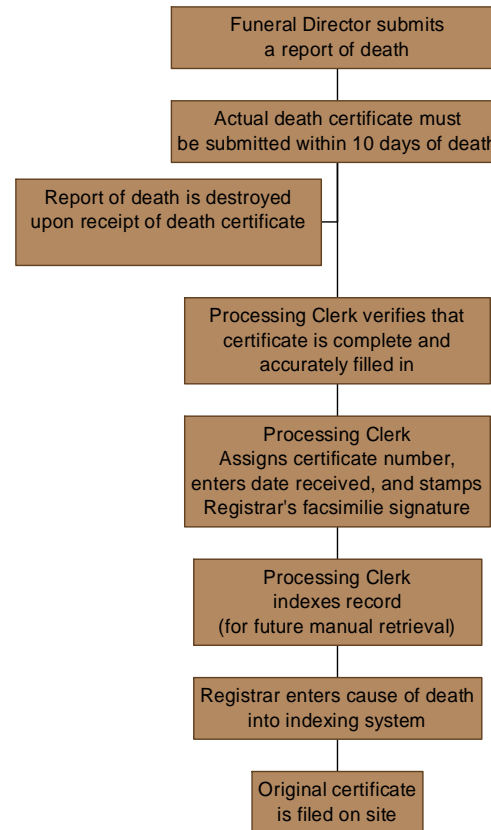 Funeral Director submits
a report of death
Actual death certificate must
be submitted within 10 days of death
Report of death is destroyed
upon receipt of death certificate
Processing Clerk verifies that
certificate is complete and
accurately filled in
Processing Clerk
Assigns certificate number,
enters date received, and stamps
Registrar's facsimilie signature
Processing Clerk
indexes record
(for future manual retrieval)
Registrar enters cause of death
into indexing system
Original certificate
is filed on site